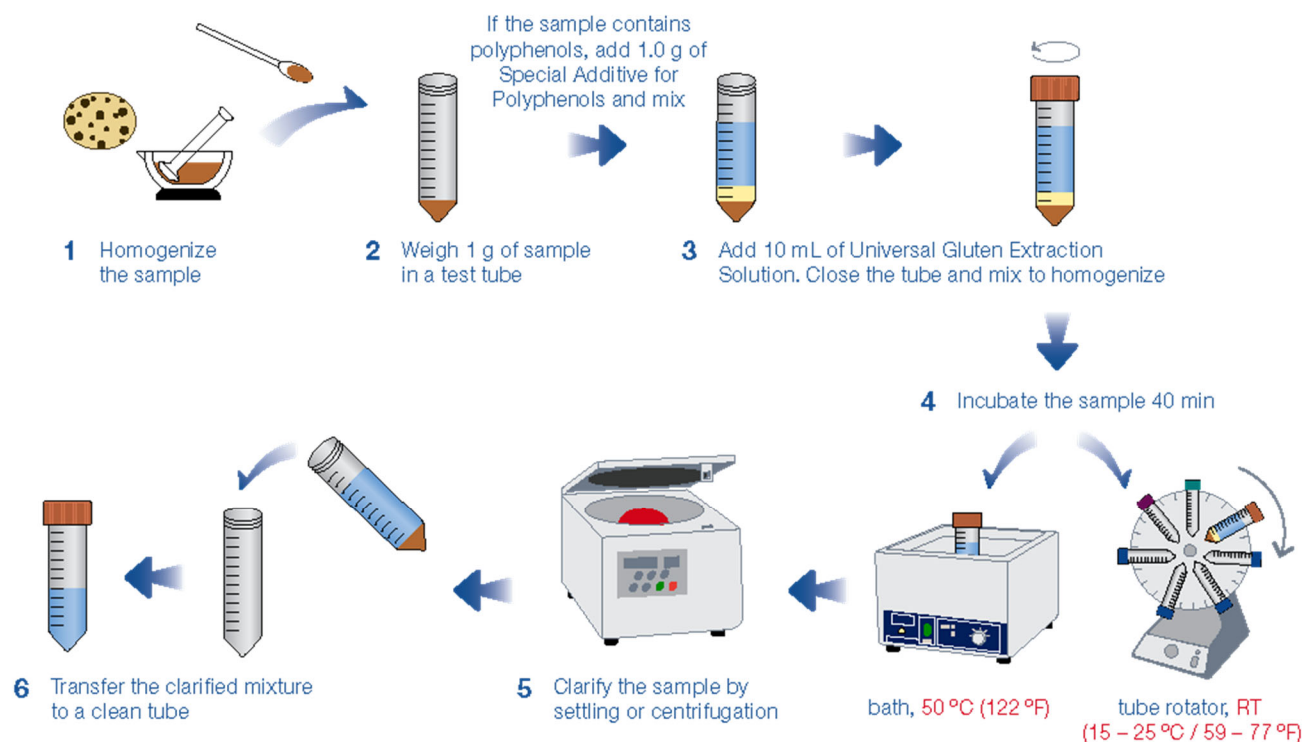 If the sample contains
polyphenols, add 1.0 g of
Special Additive for
Polyphenols and mix
1 Homogenize
the sample
2 Weigh 1 g of sample
in a test tube
3 Add 10 mL of Universal Gluten Extraction
Solution. Close the tube and mix to homogenize
4 Incubate the sample 40 min
bath, 50 ºC (122 ºF)
tube rotator, RT
(15 – 25 ºC / 59 – 77 ºF)
5 Clarify the sample by
settling or centrifugation
6 Transfer the clarified mixture
to a clean tube